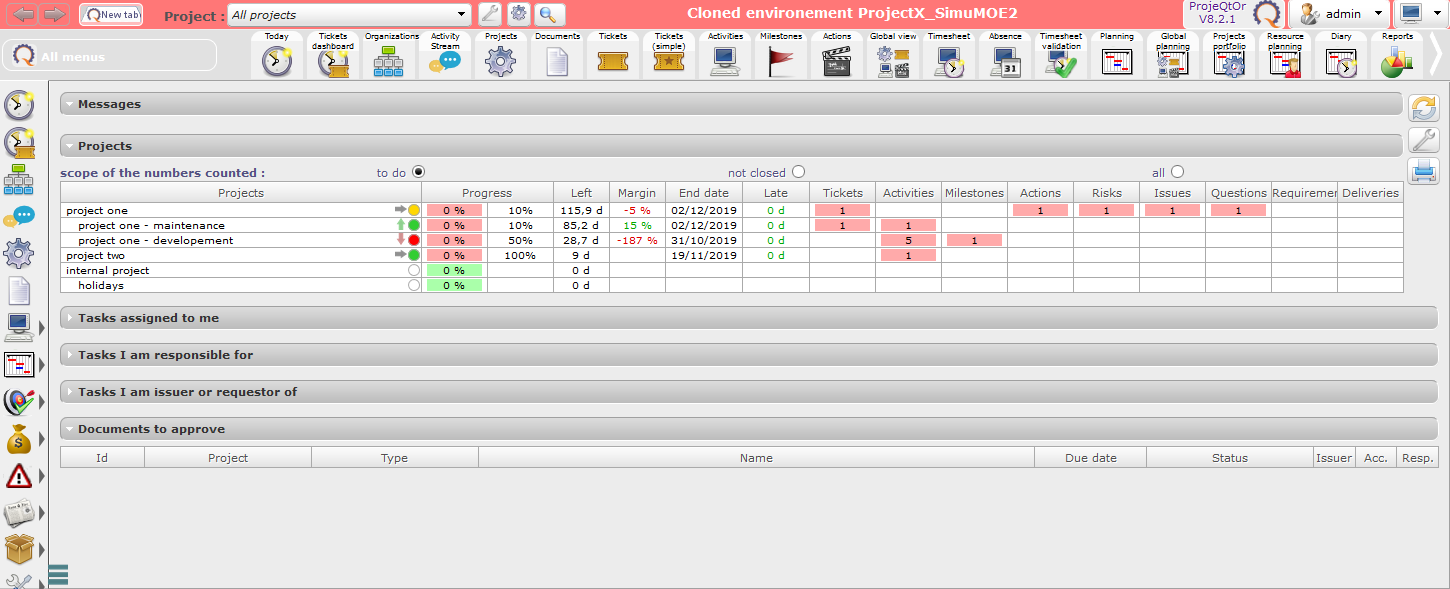 New tab Project : All projects Cloned environement ProjectX_SimuMOE2 ProjeQtOr V8.2.1 admin
All menus
Today
Tickets dashboard
Organizations
Activity Stream
Projects
Documents
Tickets
Tickets (simple)
Activities
Milestones
Actions
Global view
Timesheet
Absence
31
Timesheet validation
Planning
Global planning
Projects portfolio
Resource planning
Diary
Reports
Messages
Projects
scope of the numbers counted : to do not closed all
Projects Progress Left Margin End date Late Tickets Activities Milestones Actions Risks Issues Questions Requiremer Deliveries
project one 0 % 10% 115,9 d -5 % 02/12/2019 0 d 1 1 1 1 1
project one - maintenance 0 % 10% 85,2 d 15 % 02/12/2019 0 d 1 1
project one - developement 0 % 50% 28,7 d -187 % 31/10/2019 0 d 5 1
project two 0 % 100% 9 d 19/11/2019 0 d 1
internal project 0 % 0 d
holidays 0 % 0 d
Tasks assigned to me
Tasks I am responsible for
Tasks I am issuer or requestor of
Documents to approve
Id Project Type Name Due date Status Issuer Acc. Resp.